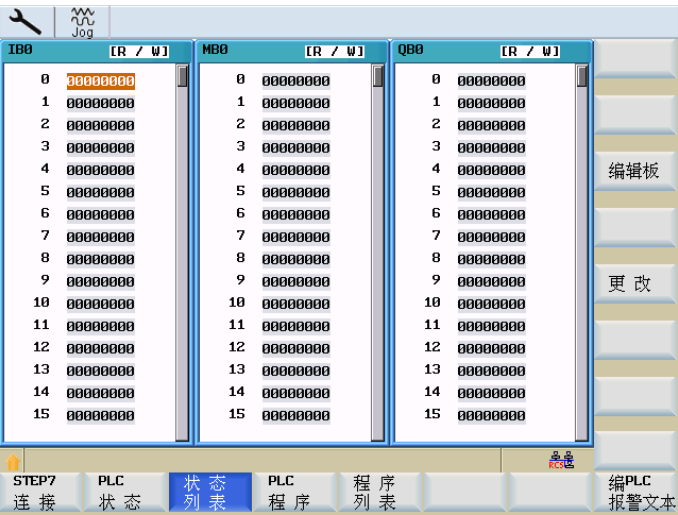 Jog
IB0 [R / W] MB0 [R / W] QB0 [R / W]
0 00000000 0 00000000 0 00000000
1 00000000 1 00000000 1 00000000
2 00000000 2 00000000 2 00000000
3 00000000 3 00000000 3 00000000
4 00000000 4 00000000 4 00000000
5 00000000 5 00000000 5 00000000
6 00000000 6 00000000 6 00000000
7 00000000 7 00000000 7 00000000
8 00000000 8 00000000 8 00000000
9 00000000 9 00000000 9 00000000
10 00000000 10 00000000 10 00000000
11 00000000 11 00000000 11 00000000
12 00000000 12 00000000 12 00000000
13 00000000 13 00000000 13 00000000
14 00000000 14 00000000 14 00000000
15 00000000 15 00000000 15 00000000
编辑板
更 改
RCS
STEP7
连 接
PLC
状 态
状 态
列 表
PLC
程 序
程 序
列 表
编PLC
报警文本